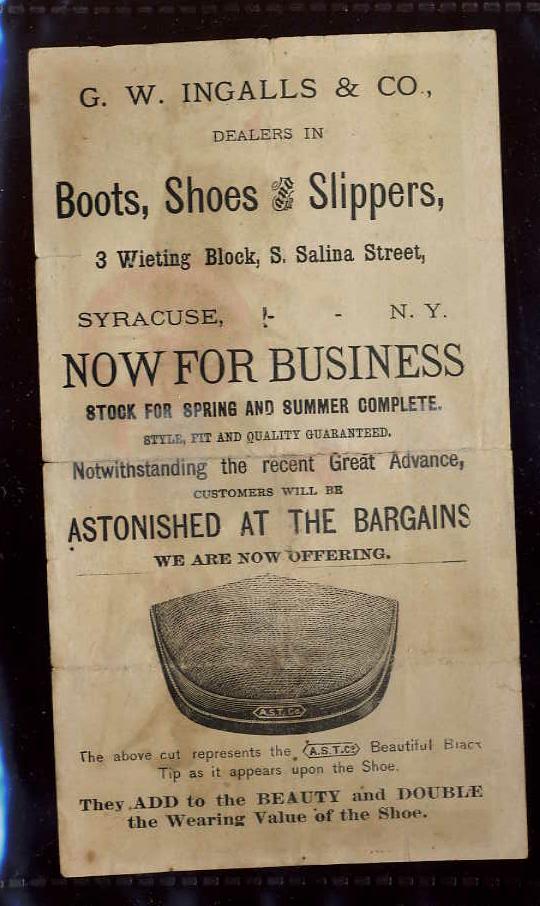 G. W. INGALLS & CO.,
DEALERS IN
Boots, Shoes and Slippers,
3 Wieting Block, S. Salina Street,
SYRACUSE, - - N. Y.
NOW FOR BUSINESS
STOCK FOR SPRING AND SUMMER COMPLETE.
STYLE, FIT AND QUALITY GUARANTEED.
Notwithstanding the recent Great Advance,
CUSTOMERS WILL BE
ASTONISHED AT THE BARGAINS
WE ARE NOW OFFERING.
A.S.T. Co
The above cut represents the A.S.T. Co Beautiful Black
Tip as it appears upon the Shoe.
They ADD to the BEAUTY and DOUBLE
the Wearing Value of the Shoe.